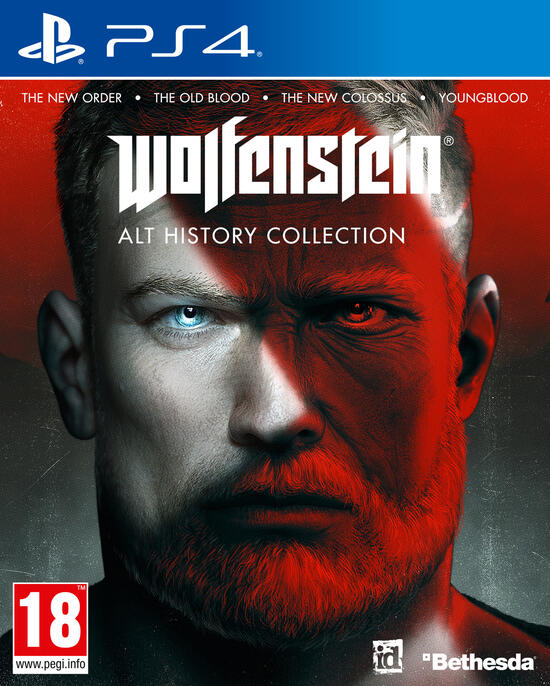 PS4
THE NEW ORDER • THE OLD BLOOD • THE NEW COLOSSUS • YOUNGBLOOD
Wolfenstein®
ALT HISTORY COLLECTION
18™
www.pegi.info
id
Bethesda®